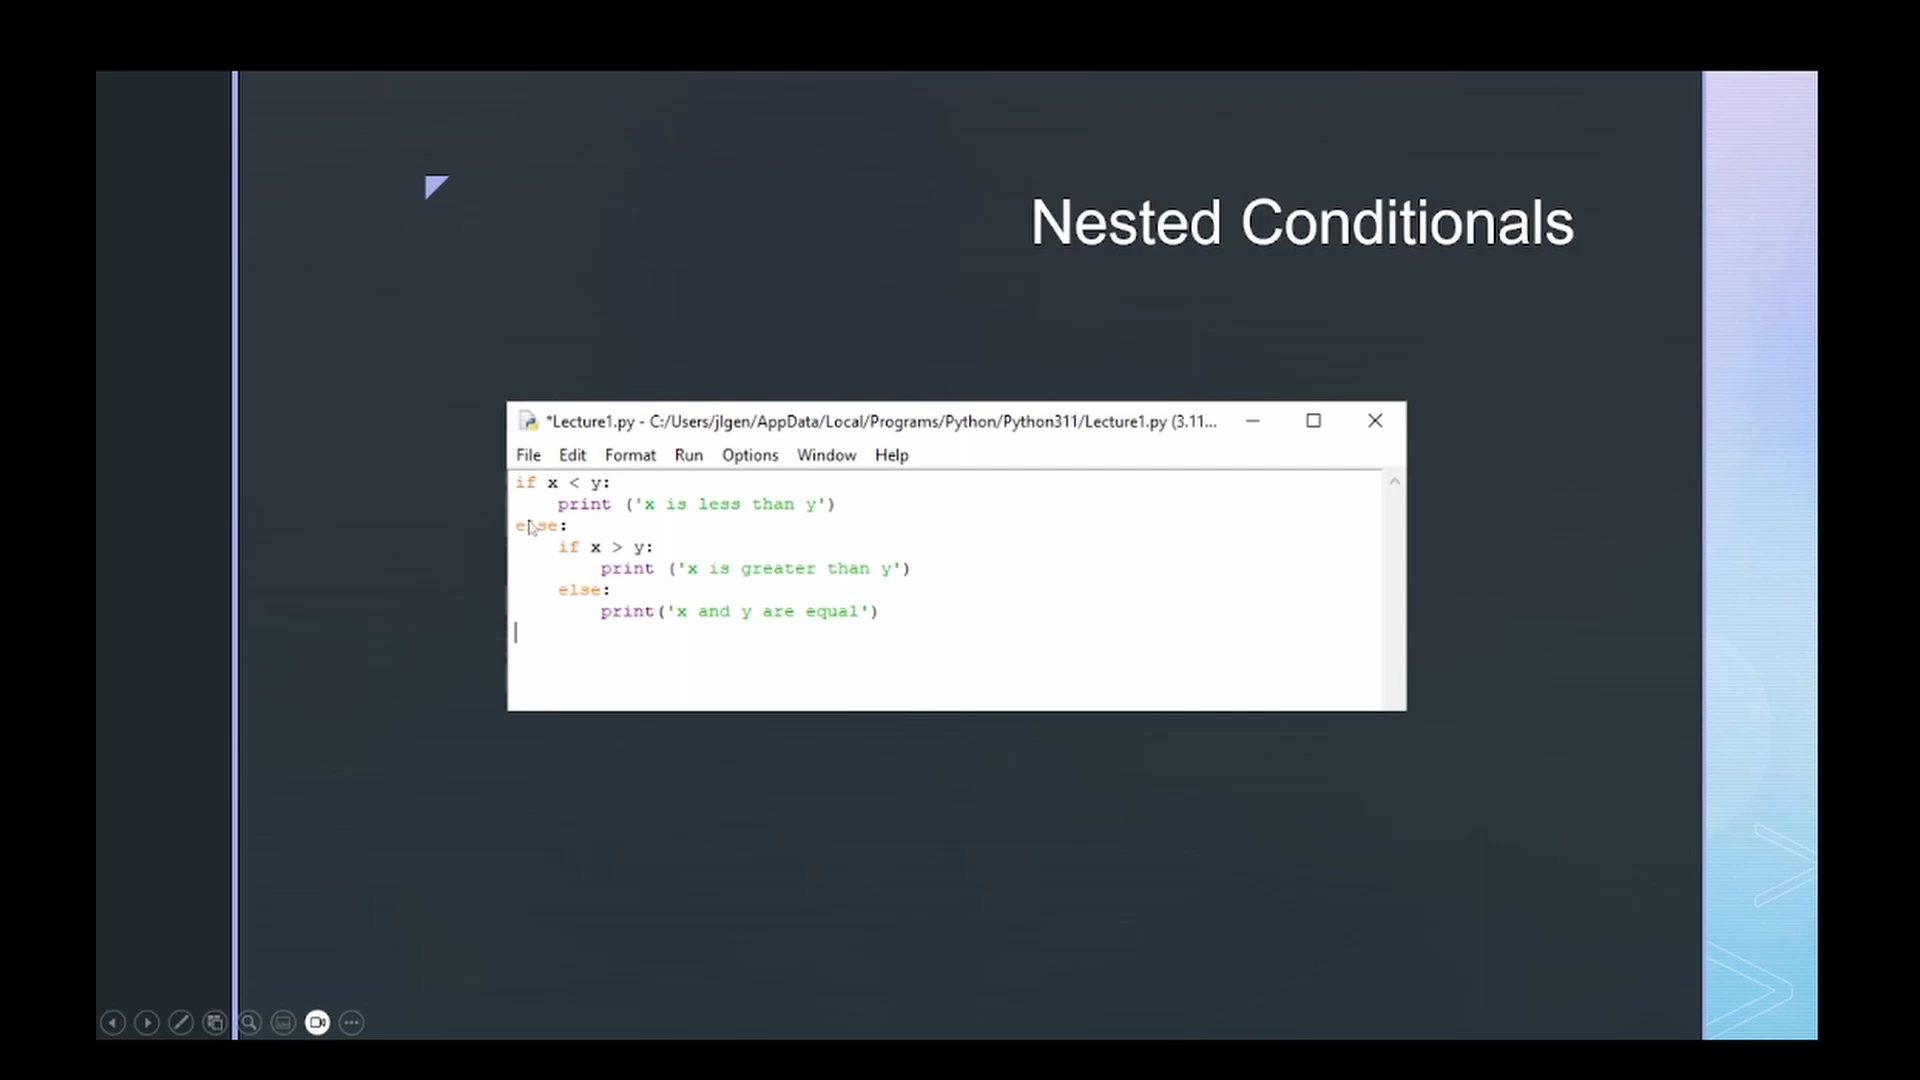 Nested Conditionals
*Lecture1.py - C:/Users/jlgen/AppData/Local/Programs/Python/Python311/Lecture1.py (3.11...
File Edit Format Run Options Window Help
if x < y:
    print ('x is less than y')
else:
    if x > y:
        print ('x is greater than y')
    else:
        print('x and y are equal')